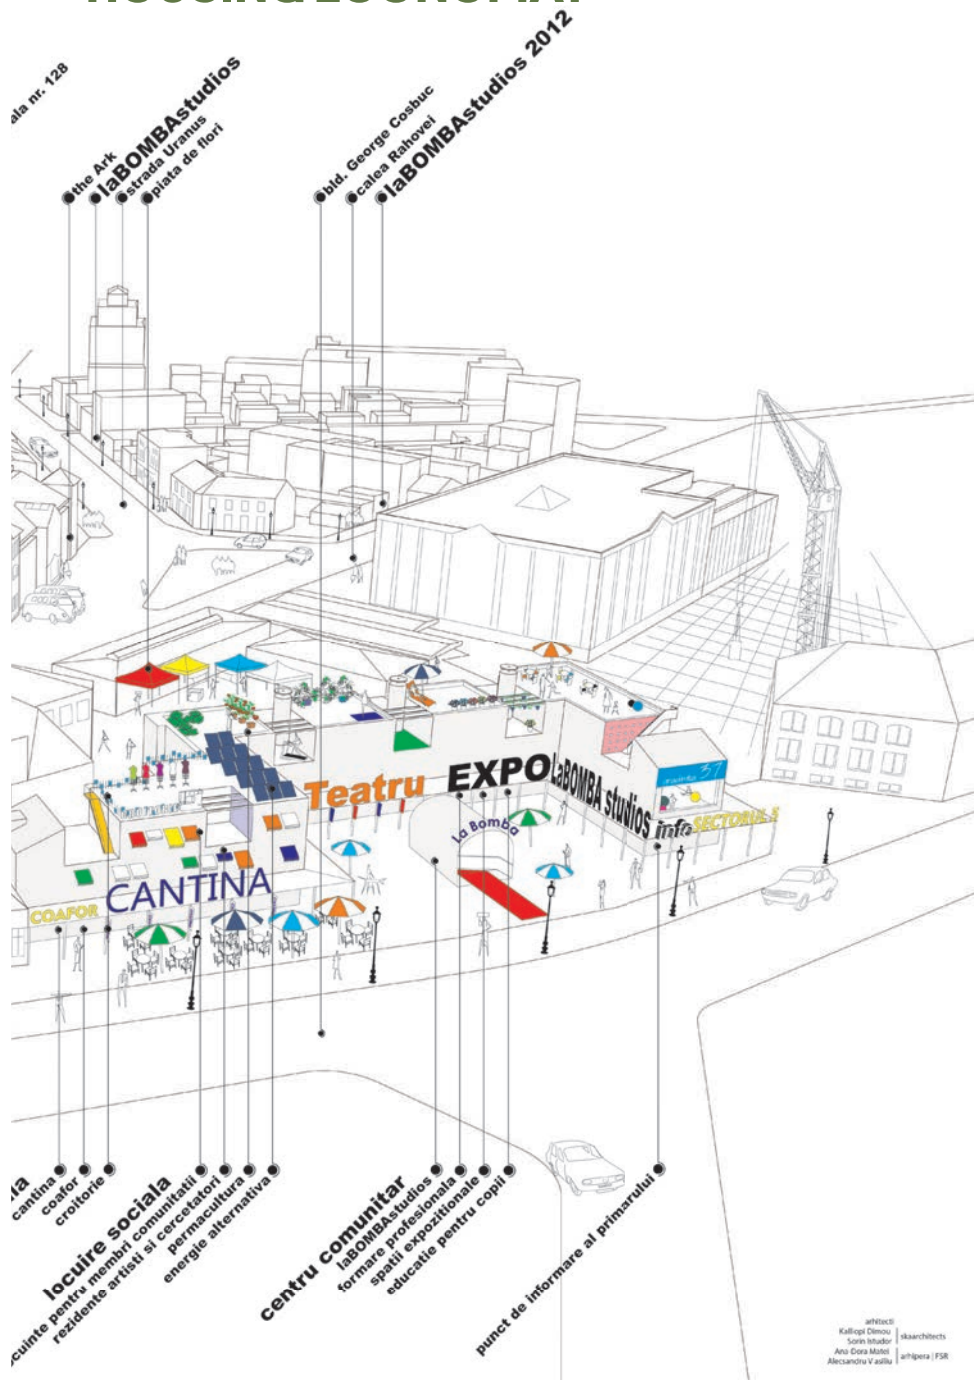 ala nr. 128
the Ark
laBOMBAstudios
strada Uranus
piata de flori
bld. George Cosbuc
calea Rahovei
laBOMBAstudios 2012
Teatru
EXPO
LaBOMBA studios
37
info SECTORUL 5
La Bomba
CANTINA
COAFOR
la
cantina
coafor
croitorie
locuire sociala
cuinte pentru membri comunitatii
rezidente artisti si cercetatori
permacultura
energie alternativa
centru comunitar
laBOMBAstudios
formare profesionala
spatii expozitionale
educatie pentru copii
punct de informare al primarului
arhitecti
Kalliopi Dimou
Sorin Istudor
skaarchitects
Ana Dora Matei
Alecsandru Vasiliu
arhipera | FSR